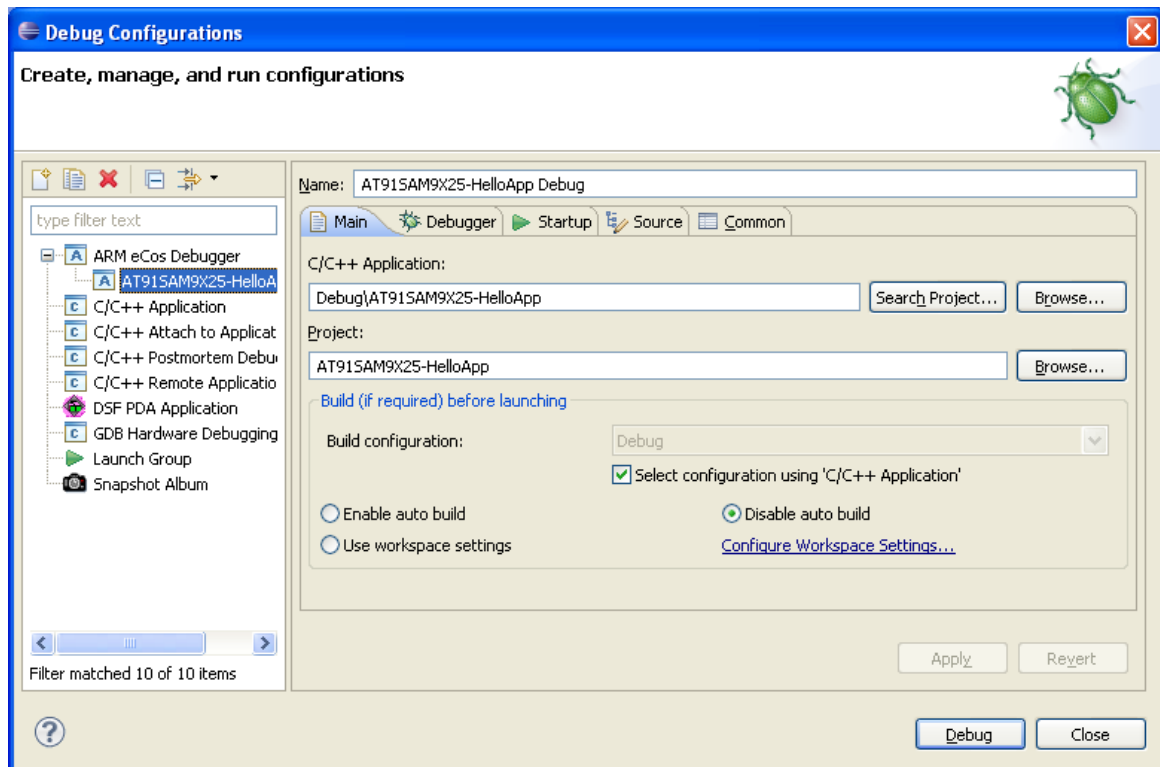 Debug Configurations
Create, manage, and run configurations
type filter text
ARM eCos Debugger
AT91SAM9X25-HelloA
C/C++ Application
C/C++ Attach to Applicat
C/C++ Postmortem Debu
C/C++ Remote Applicatio
DSF PDA Application
GDB Hardware Debugging
Launch Group
Snapshot Album
Filter matched 10 of 10 items
Name: AT91SAM9X25-HelloApp Debug
Main Debugger Startup Source Common
C/C++ Application:
Debug\AT91SAM9X25-HelloApp Search Project... Browse...
Project:
AT91SAM9X25-HelloApp Browse...
Build (if required) before launching
Build configuration: Debug
Select configuration using 'C/C++ Application'
Enable auto build Disable auto build
Use workspace settings Configure Workspace Settings...
Apply Revert
? Debug Close